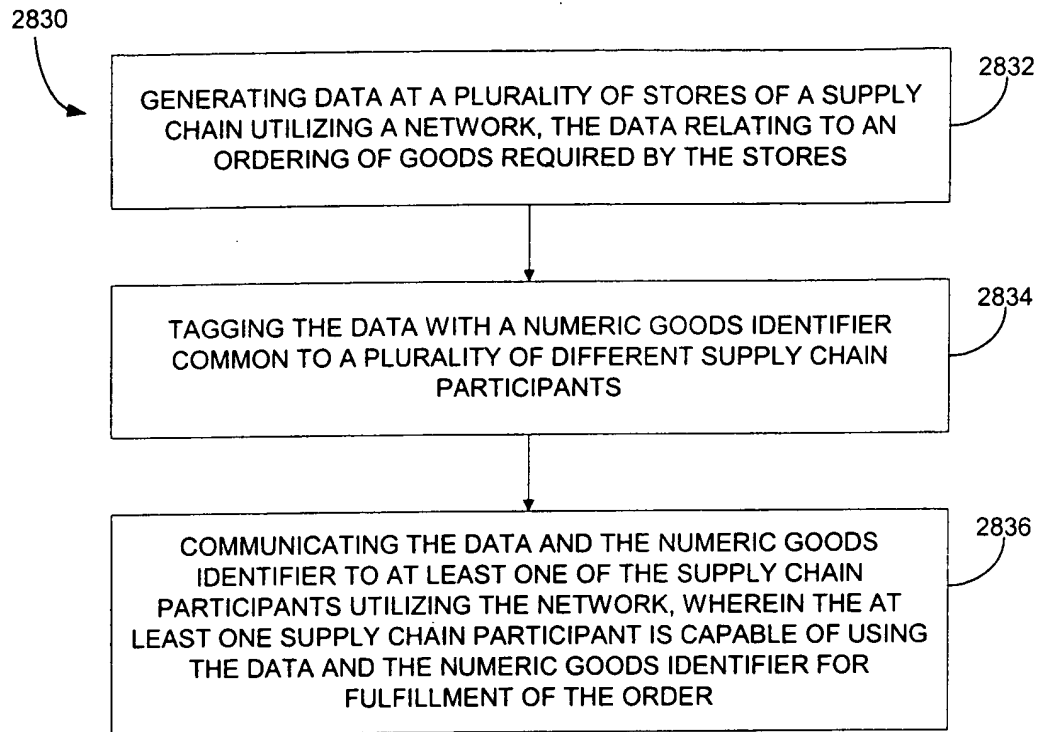 2830
2832
GENERATING DATA AT A PLURALITY OF STORES OF A SUPPLY
CHAIN UTILIZING A NETWORK, THE DATA RELATING TO AN
ORDERING OF GOODS REQUIRED BY THE STORES
2834
TAGGING THE DATA WITH A NUMERIC GOODS IDENTIFIER
COMMON TO A PLURALITY OF DIFFERENT SUPPLY CHAIN
PARTICIPANTS
2836
COMMUNICATING THE DATA AND THE NUMERIC GOODS
IDENTIFIER TO AT LEAST ONE OF THE SUPPLY CHAIN
PARTICIPANTS UTILIZING THE NETWORK, WHEREIN THE AT
LEAST ONE SUPPLY CHAIN PARTICIPANT IS CAPABLE OF USING
THE DATA AND THE NUMERIC GOODS IDENTIFIER FOR
FULFILLMENT OF THE ORDER